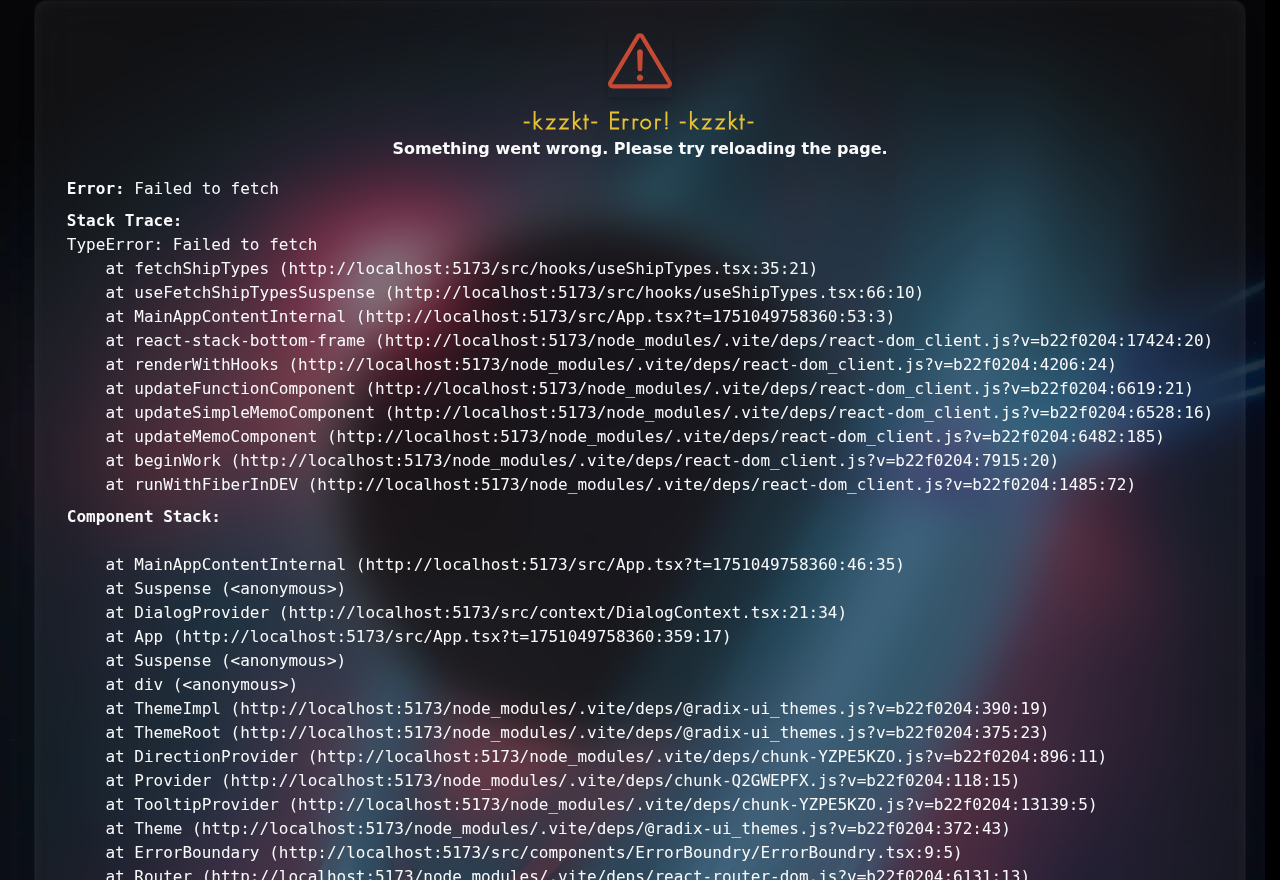 -kzzkt- Error! -kzzkt-
Something went wrong. Please try reloading the page.
Error: Failed to fetch
Stack Trace:
TypeError: Failed to fetch
    at fetchShipTypes (http://localhost:5173/src/hooks/useShipTypes.tsx:35:21)
    at useFetchShipTypesSuspense (http://localhost:5173/src/hooks/useShipTypes.tsx:66:10)
    at MainAppContentInternal (http://localhost:5173/src/App.tsx?t=1751049758360:53:3)
    at react-stack-bottom-frame (http://localhost:5173/node_modules/.vite/deps/react-dom_client.js?v=b22f0204:17424:20)
    at renderWithHooks (http://localhost:5173/node_modules/.vite/deps/react-dom_client.js?v=b22f0204:4206:24)
    at updateFunctionComponent (http://localhost:5173/node_modules/.vite/deps/react-dom_client.js?v=b22f0204:6619:21)
    at updateSimpleMemoComponent (http://localhost:5173/node_modules/.vite/deps/react-dom_client.js?v=b22f0204:6528:16)
    at updateMemoComponent (http://localhost:5173/node_modules/.vite/deps/react-dom_client.js?v=b22f0204:6482:185)
    at beginWork (http://localhost:5173/node_modules/.vite/deps/react-dom_client.js?v=b22f0204:7915:20)
    at runWithFiberInDEV (http://localhost:5173/node_modules/.vite/deps/react-dom_client.js?v=b22f0204:1485:72)
Component Stack:
    at MainAppContentInternal (http://localhost:5173/src/App.tsx?t=1751049758360:46:35)
    at Suspense (<anonymous>)
    at DialogProvider (http://localhost:5173/src/context/DialogContext.tsx:21:34)
    at App (http://localhost:5173/src/App.tsx?t=1751049758360:359:17)
    at Suspense (<anonymous>)
    at div (<anonymous>)
    at ThemeImpl (http://localhost:5173/node_modules/.vite/deps/@radix-ui_themes.js?v=b22f0204:390:19)
    at ThemeRoot (http://localhost:5173/node_modules/.vite/deps/@radix-ui_themes.js?v=b22f0204:375:23)
    at DirectionProvider (http://localhost:5173/node_modules/.vite/deps/chunk-YZPE5KZO.js?v=b22f0204:896:11)
    at Provider (http://localhost:5173/node_modules/.vite/deps/chunk-Q2GWEPFX.js?v=b22f0204:118:15)
    at TooltipProvider (http://localhost:5173/node_modules/.vite/deps/chunk-YZPE5KZO.js?v=b22f0204:13139:5)
    at Theme (http://localhost:5173/node_modules/.vite/deps/@radix-ui_themes.js?v=b22f0204:372:43)
    at ErrorBoundary (http://localhost:5173/src/components/ErrorBoundry/ErrorBoundry.tsx:9:5)
    at Router (http://localhost:5173/node_modules/.vite/deps/react-router-dom.js?v=b22f0204:6131:13)